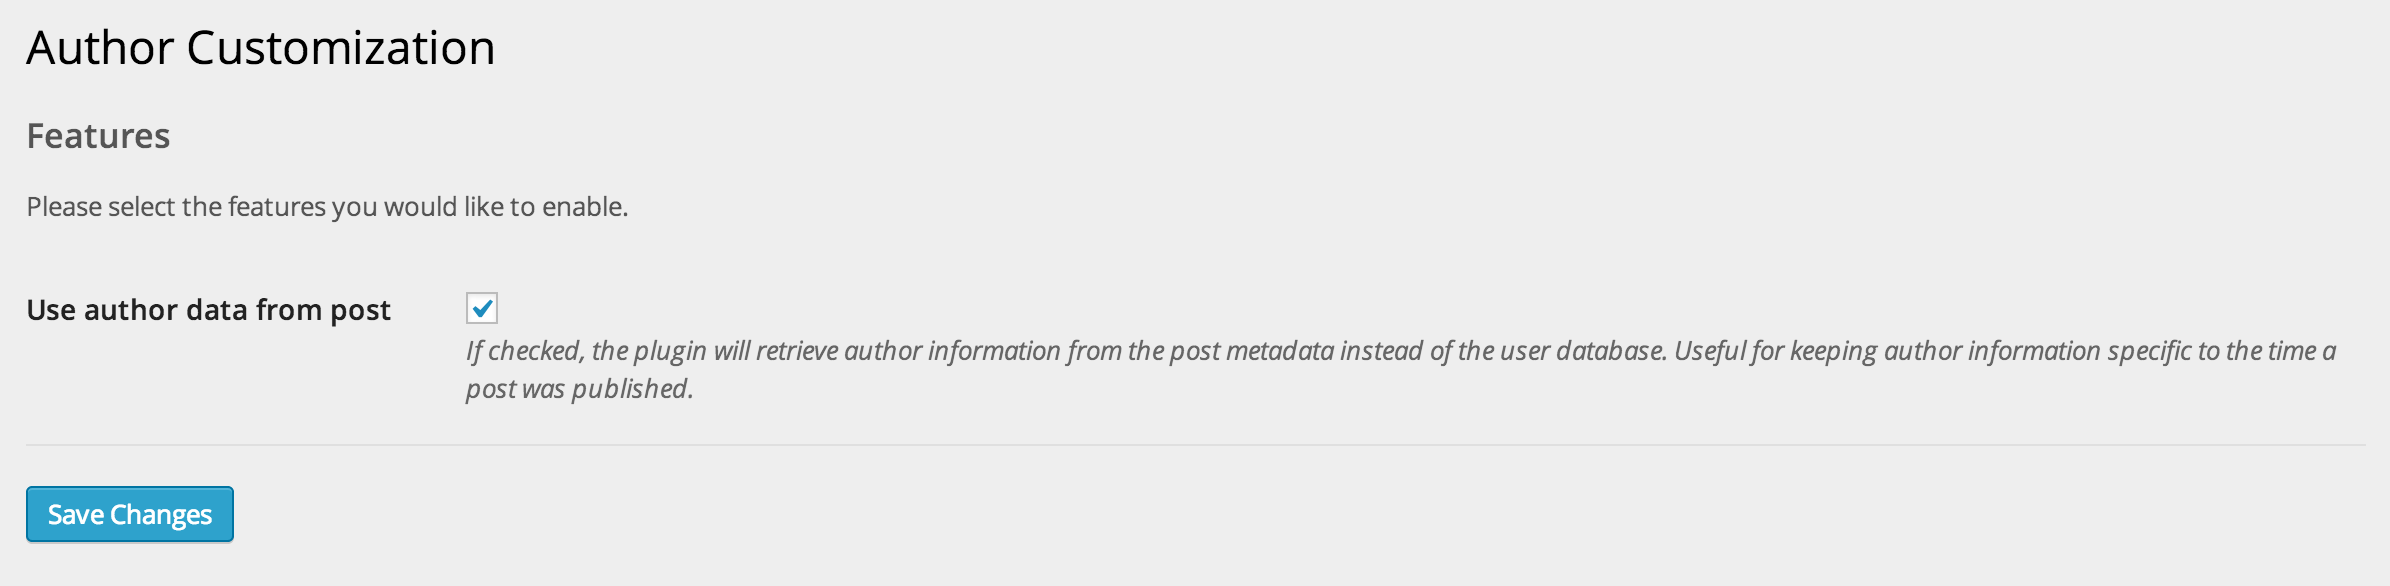 Author Customization
Features
Please select the features you would like to enable.
Use author data from post
If checked, the plugin will retrieve author information from the post metadata instead of the user database. Useful for keeping author information specific to the time a
post was published.
Save Changes